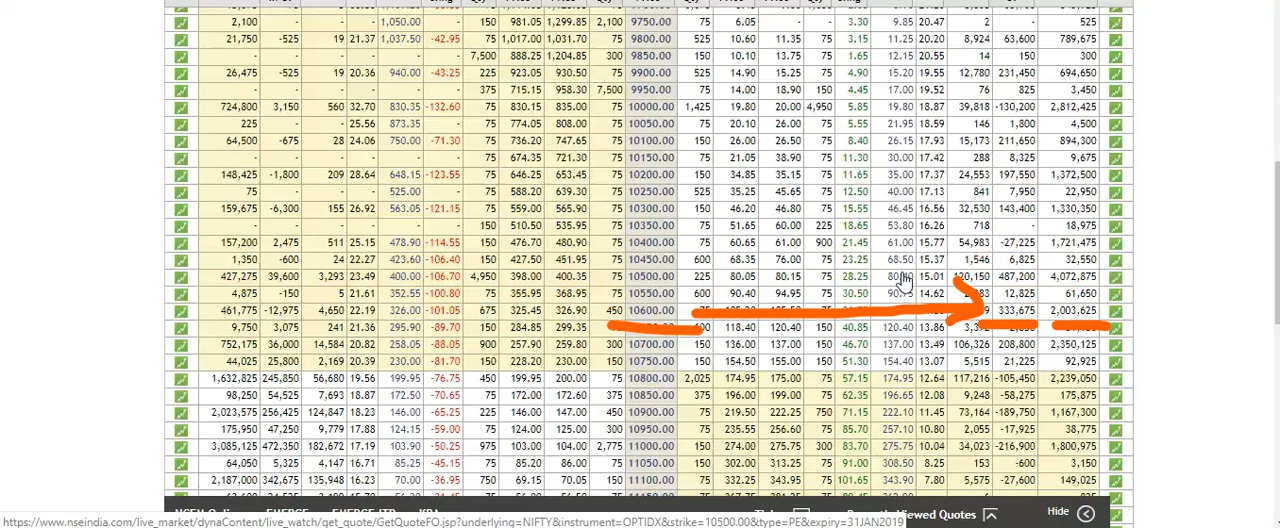 2,100 - - - 1,050.00 - 150 981.05 1,299.85 2,100 9750.00 75 6.05 - - 3.30 9.85 20.47 2 - 525
21,750 -525 19 21.37 1,037.50 -42.95 75 1,017.00 1,031.70 75 9800.00 525 10.60 11.35 75 3.15 11.25 20.20 8,924 63,600 789,675
- - - - - - 7,500 888.25 1,204.85 300 9850.00 150 10.10 13.75 75 1.65 12.15 20.55 14 150 300
26,475 -525 19 20.36 940.00 -43.25 225 923.05 930.50 75 9900.00 525 14.90 15.25 75 4.90 15.20 19.55 12,780 231,450 694,650
- - - - - - 375 715.15 958.30 7,500 9950.00 75 14.00 18.90 150 4.45 17.00 19.52 76 825 3,450
724,800 3,150 560 32.70 830.35 -132.60 75 830.15 835.00 75 10000.00 1,425 19.80 20.00 4,950 5.85 19.80 18.87 39,818 -130,200 2,812,425
225 - - 25.56 873.35 - 75 774.05 808.00 75 10050.00 75 20.10 26.00 75 5.55 21.95 18.59 146 1,800 4,500
64,500 -675 28 24.06 750.00 -71.30 75 736.20 747.65 75 10100.00 75 26.00 26.50 75 8.40 26.15 17.93 15,173 211,650 894,300
- - - - - - 75 674.35 721.30 75 10150.00 75 21.05 38.90 75 11.30 30.00 17.42 288 8,325 9,675
148,425 -1,800 209 28.64 648.15 -123.55 75 646.25 653.45 75 10200.00 75 34.85 35.15 75 11.35 35.00 17.37 24,553 197,550 1,372,500
75 - - - 525.00 - 75 588.20 639.30 75 10250.00 525 35.25 45.65 75 12.50 40.00 17.13 841 7,950 22,950
159,675 -6,300 155 26.92 563.05 -121.15 75 559.00 565.90 75 10300.00 150 46.20 46.80 75 15.55 46.45 16.56 32,530 143,400 1,330,350
- - - - - - 150 510.50 435.95 75 10350.00 75 51.65 60.00 225 18.65 53.80 16.26 718 - 18,975
157,200 2,475 511 25.15 478.90 -114.55 150 476.70 480.90 75 10400.00 75 60.65 61.00 900 21.45 61.00 15.77 54,983 -27,225 1,721,475
1,350 -600 24 22.27 423.60 -106.40 150 427.10 434.10 75 10450.00 600 68.35 76.00 75 23.25 68.50 15.37 1,546 6,825 32,550
427,275 39,600 3,293 23.49 400.00 -106.70 4,950 398.00 400.35 75 10500.00 225 80.05 80.15 75 28.25 15.01 120,150 487,200 4,072,875
4,875 -150 5 21.61 352.55 -100.80 75 355.95 368.95 75 10550.00 600 90.40 94.95 75 30.50 14.62 12,825 61,650
461,775 -12,975 4,650 22.19 326.00 -101.05 675 325.45 326.90 450 10600.00 333,675 2,003,625
9,750 3,075 241 21.36 295.90 -89.70 150 284.85 299.35 118.40 120.40 150 40.85 120.40 13.86
752,175 36,000 14,584 20.82 258.05 -88.05 900 257.90 259.80 300 10700.00 150 136.00 137.00 150 46.70 137.00 13.49 106,326 208,800 2,350,125
44,025 25,800 2,169 20.39 230.00 -81.70 150 228.20 230.00 75 10750.00 150 154.50 155.00 75 51.30 154.40 13.07 5,515 21,225 92,925
1,632,825 245,850 56,680 19.56 199.95 -76.75 450 199.95 200.00 75 10800.00 2,025 174.95 175.00 75 57.15 174.95 12.64 117,216 -105,450 2,239,050
98,250 54,525 7,693 18.87 172.50 -70.65 75 172.00 172.60 375 10850.00 375 196.00 199.00 75 62.35 196.65 12.08 9,248 -58,275 175,875
2,023,575 256,425 124,847 18.23 146.00 -65.25 225 146.00 147.00 450 10900.00 75 219.50 222.25 750 71.15 222.10 11.45 73,164 -189,750 1,167,300
175,950 47,250 9,779 17.88 124.15 -59.00 75 124.00 125.00 300 10950.00 75 235.55 256.60 75 83.70 257.10 10.80 2,055 -17,925 38,775
3,085,125 472,350 182,672 17.19 -50.25 975 103.00 104.00 2,775 11000.00 150 274.00 275.75 300 88.35 275.75 10.04 34,023 -216,900 1,800,975
64,050 5,325 4,147 16.71 85.25 -45.15 75 85.00 86.00 75 11050.00 150 302.00 313.25 75 91.00 308.50 8.25 153 -600 3,150
2,187,000 342,675 135,948 16.23 70.00 -36.95 756 69.15 70.05 150 11100.00 75 332.25 343.95 75 101.65 343.90 7.80 5,575 -27,600 149,025
Quotes Hide
https://www.nseindia.com/live_market/dynaContent/live_watch/get_quote/GetQuoteFO.jsp?underlying=NIFTY&instrument=OPTIDX&strike=10500.00&type=PE&expiry=31JAN2019